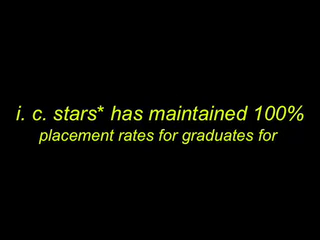 i. c. stars* has maintained 100%
placement rates for graduates for